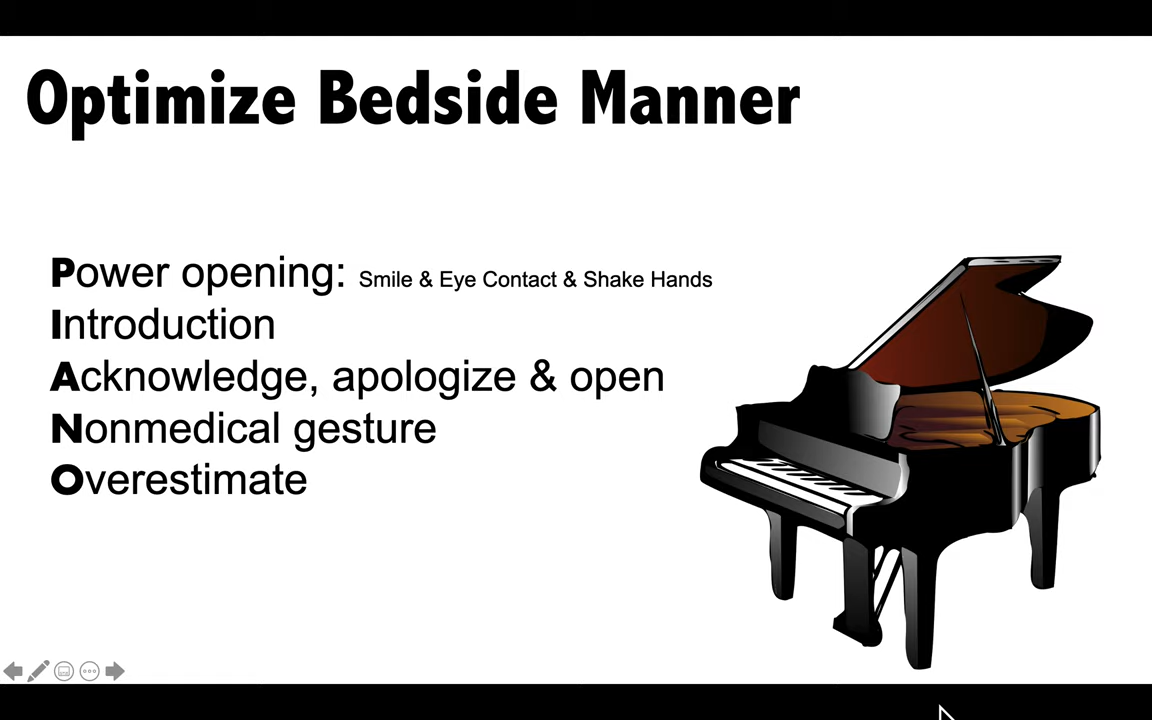 Optimize Bedside Manner
Power opening: Smile & Eye Contact & Shake Hands
Introduction
Acknowledge, apologize & open
Nonmedical gesture
Overestimate